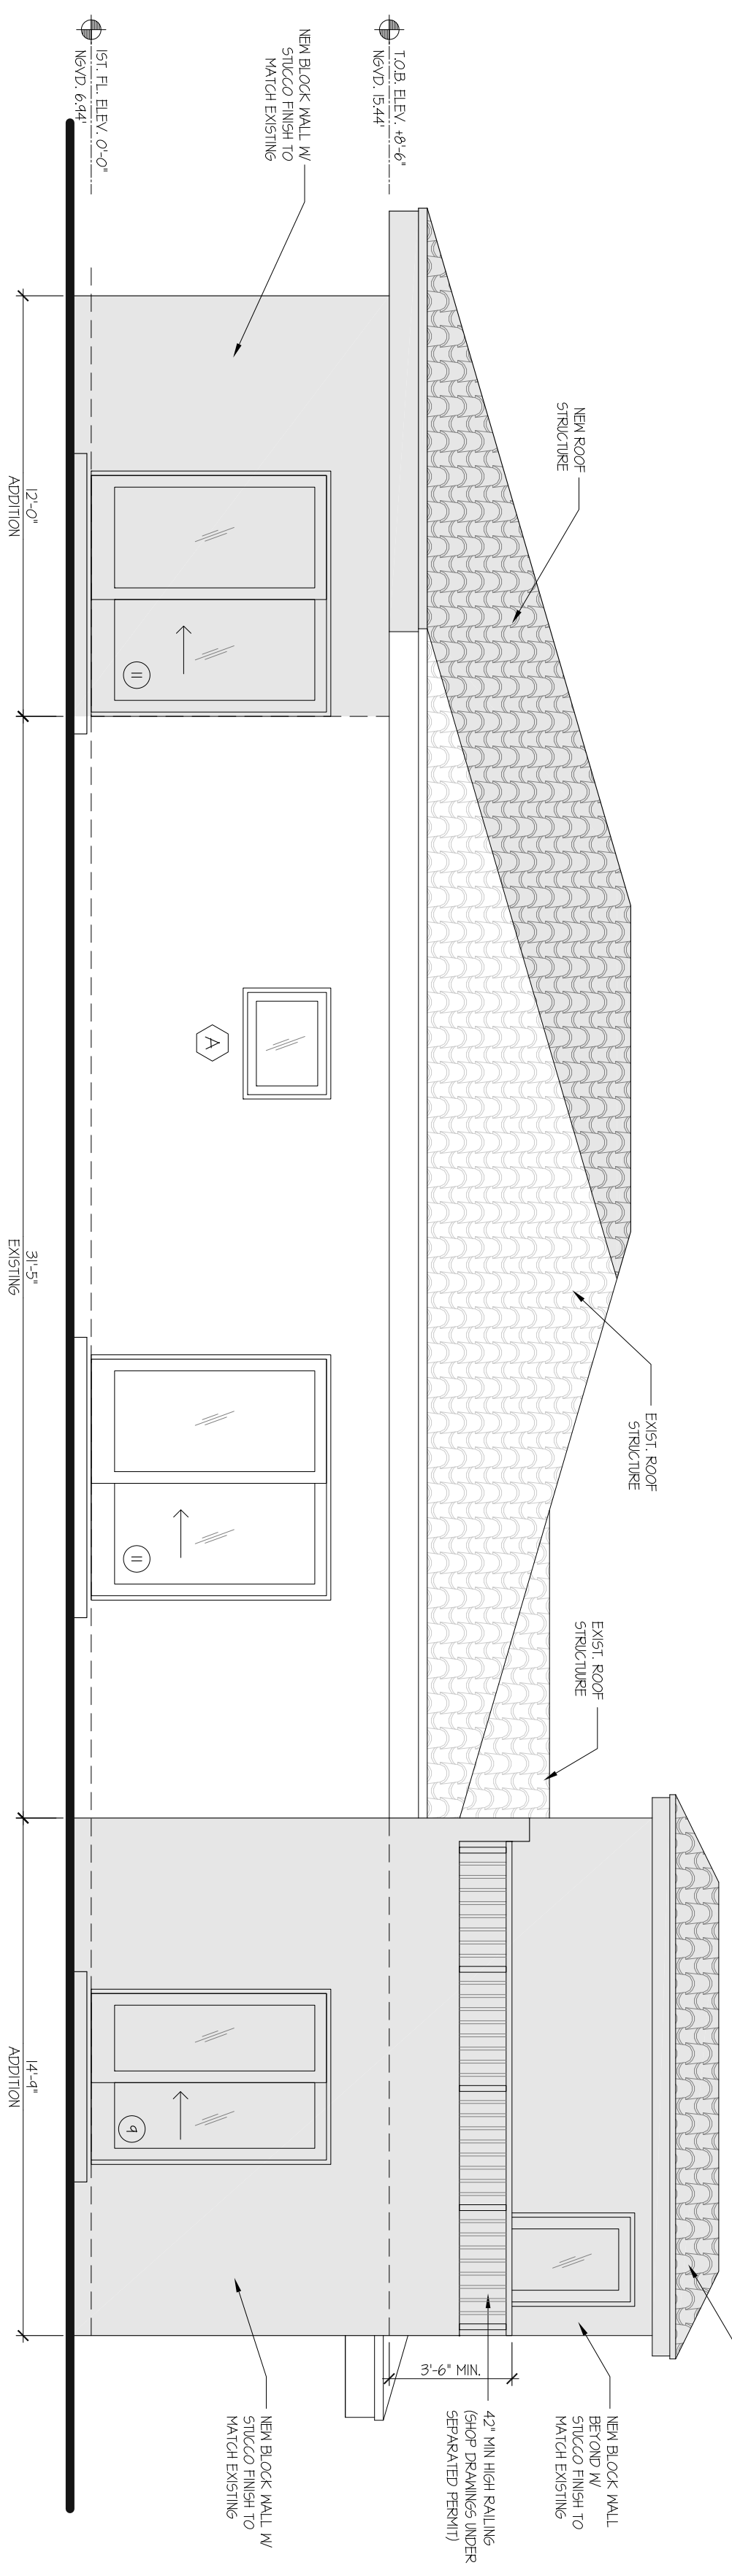 T.O.B. ELEV. +8'-6"
NGVD. 15.44'
1ST. FL. ELEV. 0'-0"
NGVD. 6.94'
NEW BLOCK WALL W/
STUCCO FINISH TO
MATCH EXISTING
NEW ROOF
STRUCTURE
EXIST. ROOF
STRUCTURE
EXIST. ROOF
STRUCTUURE
NEW BLOCK WALL
BEYOND W/
STUCCO FINISH TO
MATCH EXISTING
42" MIN HIGH RAILING
(SHOP DRAWINGS UNDER
SEPARATED PERMIT)
3'-6" MIN.
NEW BLOCK WALL W/
STUCCO FINISH TO
MATCH EXISTING
11
A
11
9
12'-0"
ADDITION
31'-5"
EXISTING
14'-9"
ADDITION